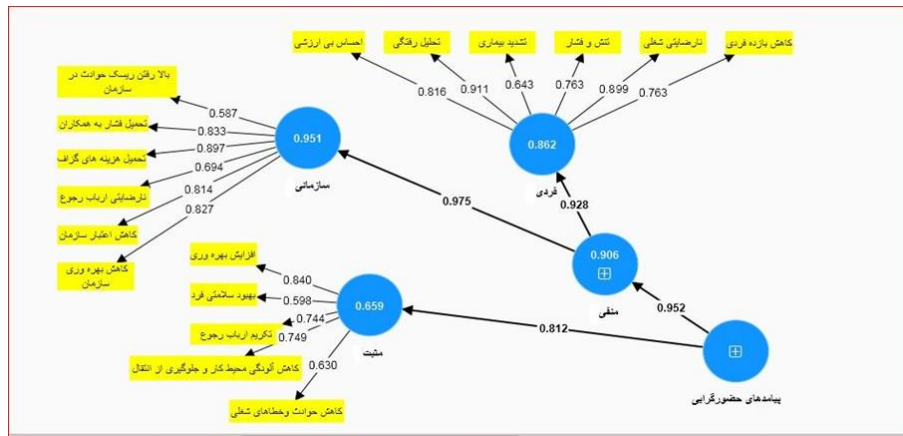 احساس بی ارزشی
تحلیل رفتگی
تشدید بیماری
تنش و فشار
نارضایتی شغلی
کاهش بازده فردی
0.816
0.911
0.643
0.763
0.899
0.763
0.862
فردی
بالا رفتن ریسک حوادث در
سازمان
تحمیل فشار به همکاران
تحمیل هزینه های گزاف
نارضایتی ارباب رجوع
کاهش اعتبار سازمان
کاهش بهره وری
سازمان
0.587
0.833
0.897
0.694
0.814
0.827
0.951
سازمانی
0.975
0.928
0.906
منفی
0.952
0.812
پیامدهای حضورگرایی
افزایش بهره وری
بهبود سلامتی فرد
تکریم ارباب رجوع
کاهش آلودگی محیط کار و جلوگیری از انتقال
کاهش حوادث وخطاهای شغلی
0.840
0.598
0.744
0.749
0.630
0.659
مثبت